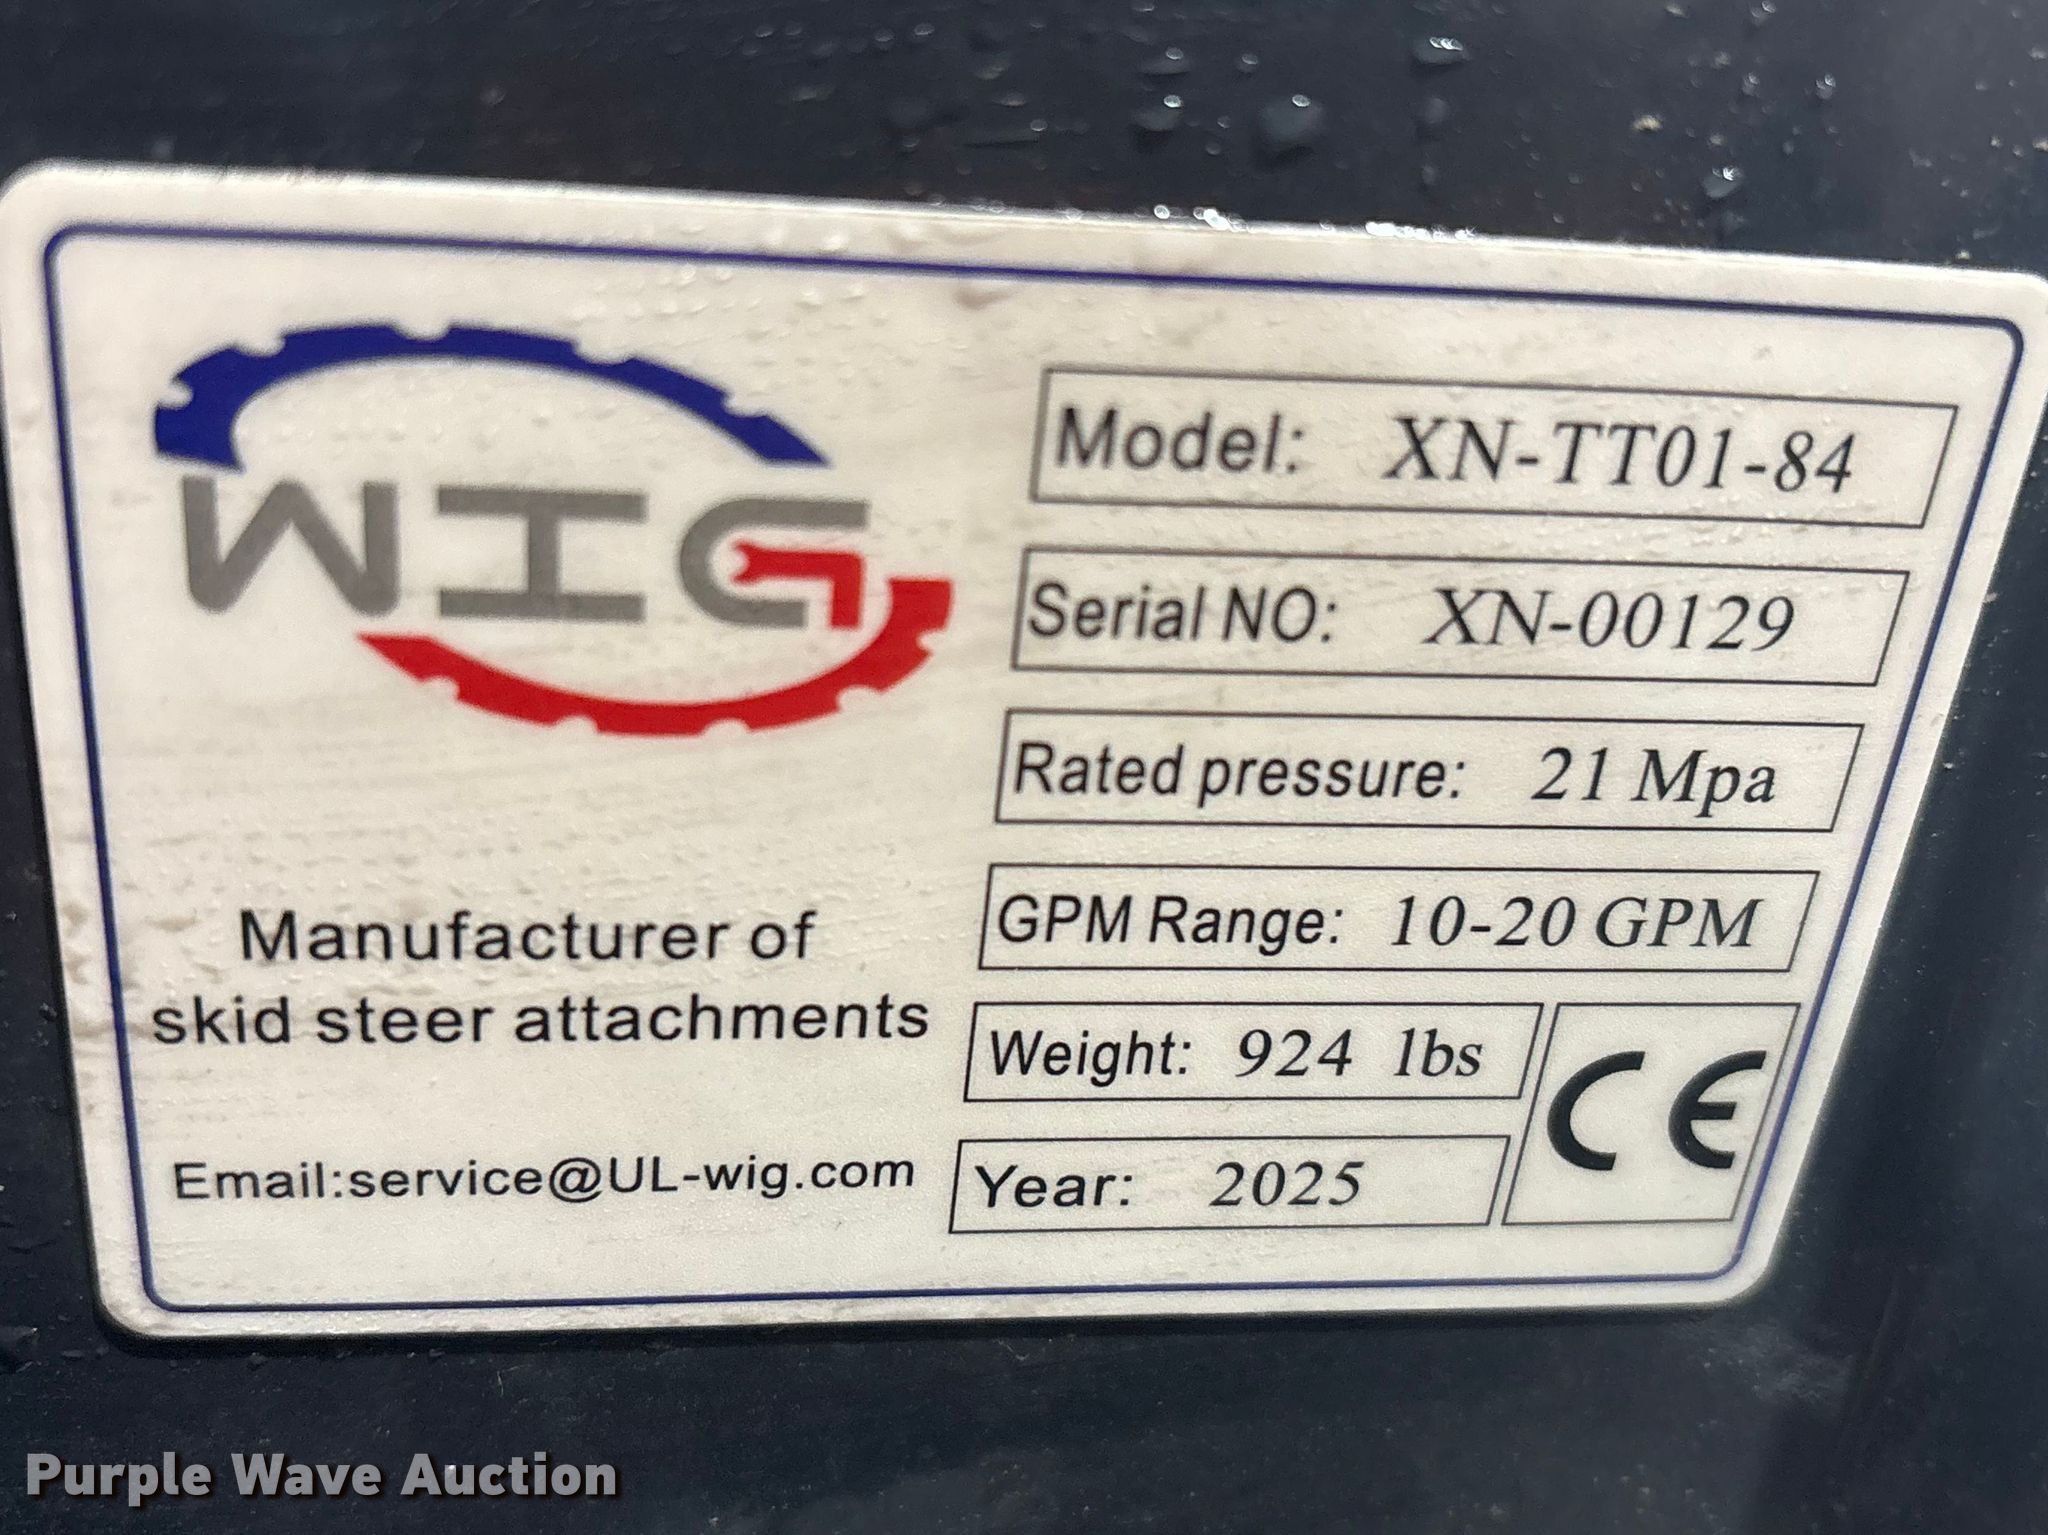 WIG
Manufacturer of
skid steer attachments
Email:service@UL-wig.com
Model: XN-TT01-84
Serial NO: XN-00129
Rated pressure: 21 Mpa
GPM Range: 10-20 GPM
Weight: 924 lbs
CE
Year: 2025
Purple Wave Auction